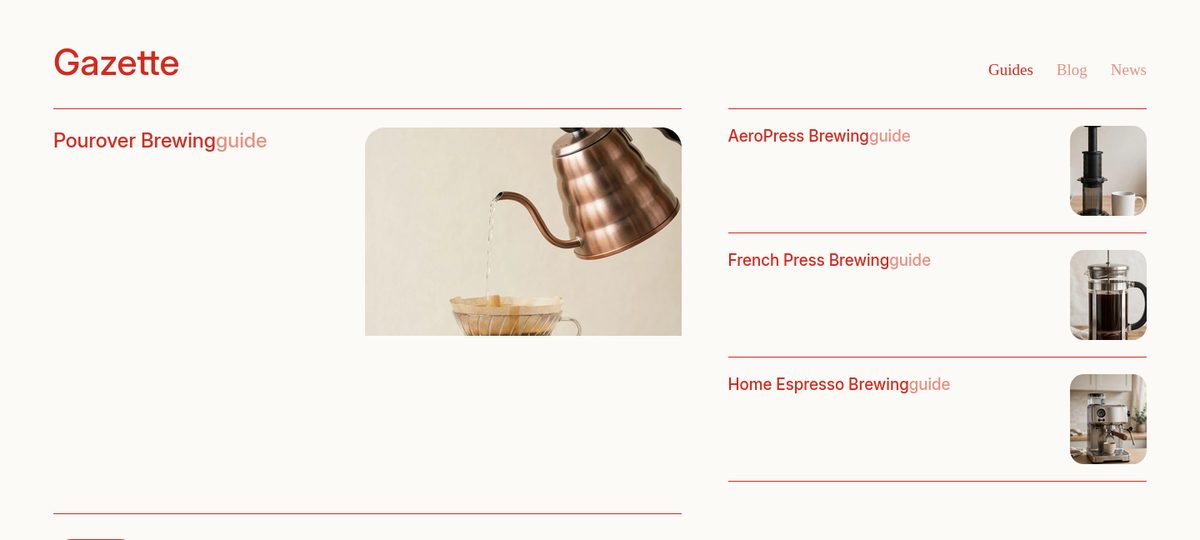 Gazette
Guides Blog News
Pourover Brewingguide
AeroPress Brewingguide
French Press Brewingguide
Home Espresso Brewingguide